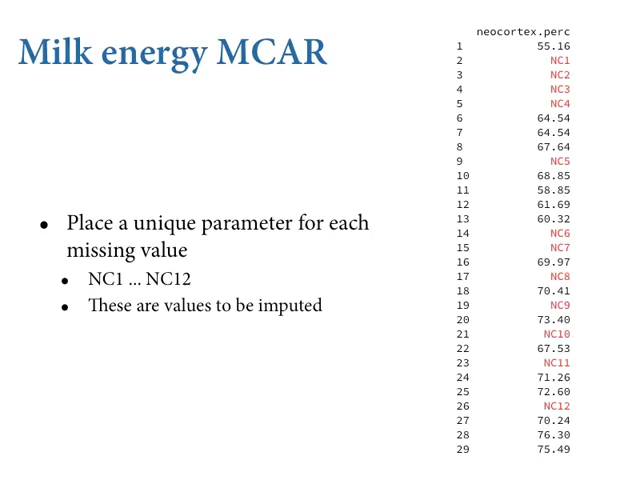 Milk energy MCAR
• Place a unique parameter for each
missing value
• NC1 ... NC12
• These are values to be imputed
neocortex.perc
1 55.16
2 NC1
3 NC2
4 NC3
5 NC4
6 64.54
7 64.54
8 67.64
9 NC5
10 68.85
11 58.85
12 61.69
13 60.32
14 NC6
15 NC7
16 69.97
17 NC8
18 70.41
19 NC9
20 73.40
21 NC10
22 67.53
23 NC11
24 71.26
25 72.60
26 NC12
27 70.24
28 76.30
29 75.49